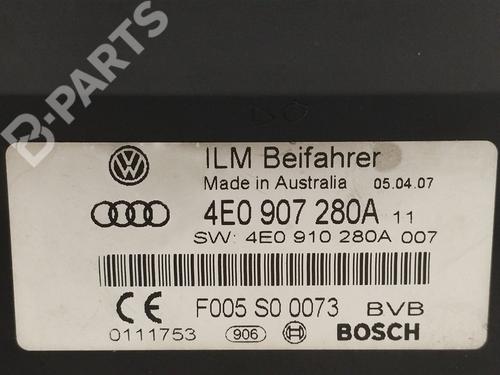 B-PARTS
ILM Beifahrer
Made in Australia 05.04.07
4E0 907 280A 11
SW: 4E0 910 280A 007
CE F005 S0 0073 BVB
0111753 906 BOSCH